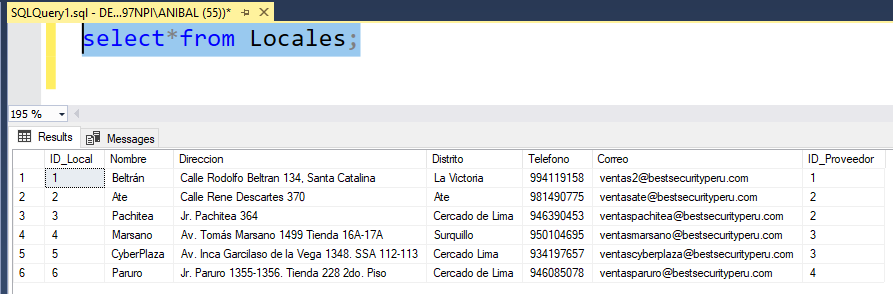 SQLQuery1.sql - DE...97NPI\ANIBAL (55))*
select*from Locales;
195 %
Results Messages
ID_Local Nombre Direccion Distrito Telefono Correo ID_Proveedor
1 1 Beltrán Calle Rodolfo Beltran 134, Santa Catalina La Victoria 994119158 ventas2@bestsecurityperu.com 1
2 2 Ate Calle Rene Descartes 370 Ate 981490775 ventasate@bestsecurityperu.com 2
3 3 Pachitea Jr. Pachitea 364 Cercado de Lima 946390453 ventaspachitea@bestsecurityperu.com 2
4 4 Marsano Av. Tomás Marsano 1499 Tienda 16A-17A Surquillo 950104695 ventasmarsano@bestsecurityperu.com 3
5 5 CyberPlaza Av. Inca Garcilaso de la Vega 1348. SSA 112-113 Cercado de Lima 934197657 ventascyberplaza@bestsecurityperu.com 3
6 6 Paruro Jr. Paruro 1355-1356. Tienda 228 2do. Piso Cercado de Lima 946085078 ventasparuro@bestsecurityperu.com 4